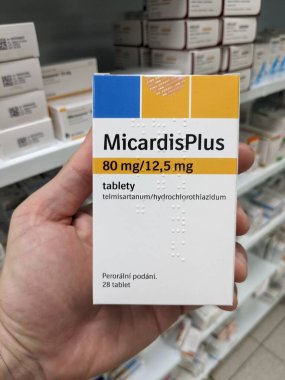 MicardisPlus
80 mg/12,5 mg
tablety
telmisartanum/hydrochlorothiazidum
Perorální podání.
28 tablet